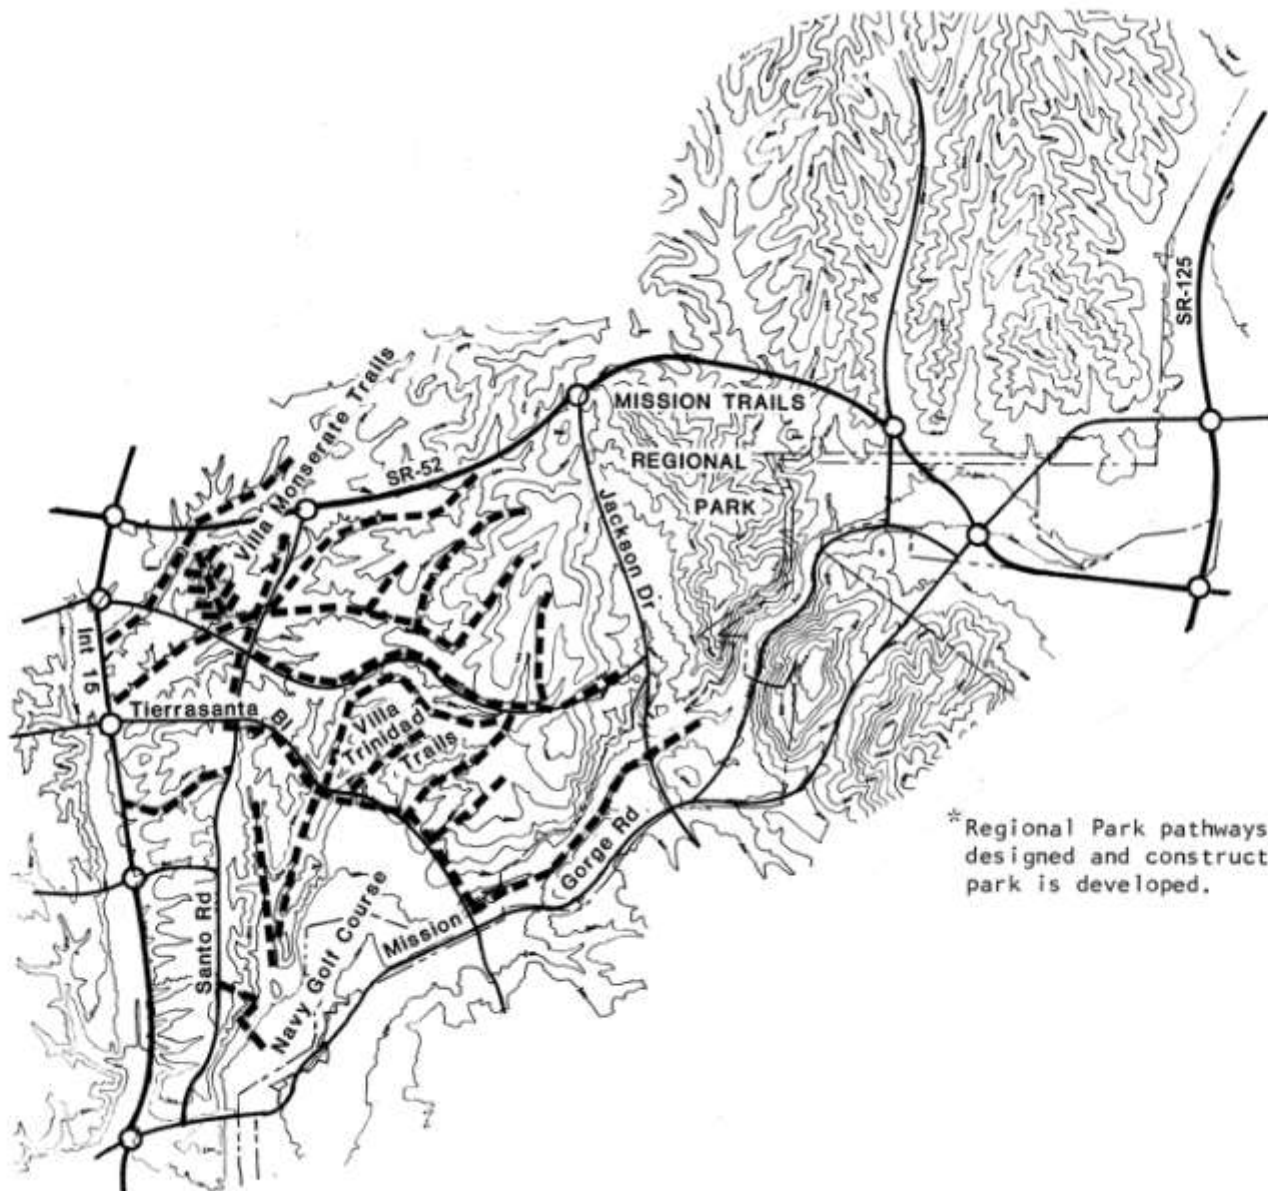 SR-125
Villa Monserate Trails
MISSION TRAILS
REGIONAL
PARK
SR-52
Jackson Dr
Int 15
Tierrasanta Bl
Villa
Trinidad
Trails
Gorge Rd
Mission
Santo Rd
Navy Golf Course
*Regional Park pathways
designed and construct
park is developed.